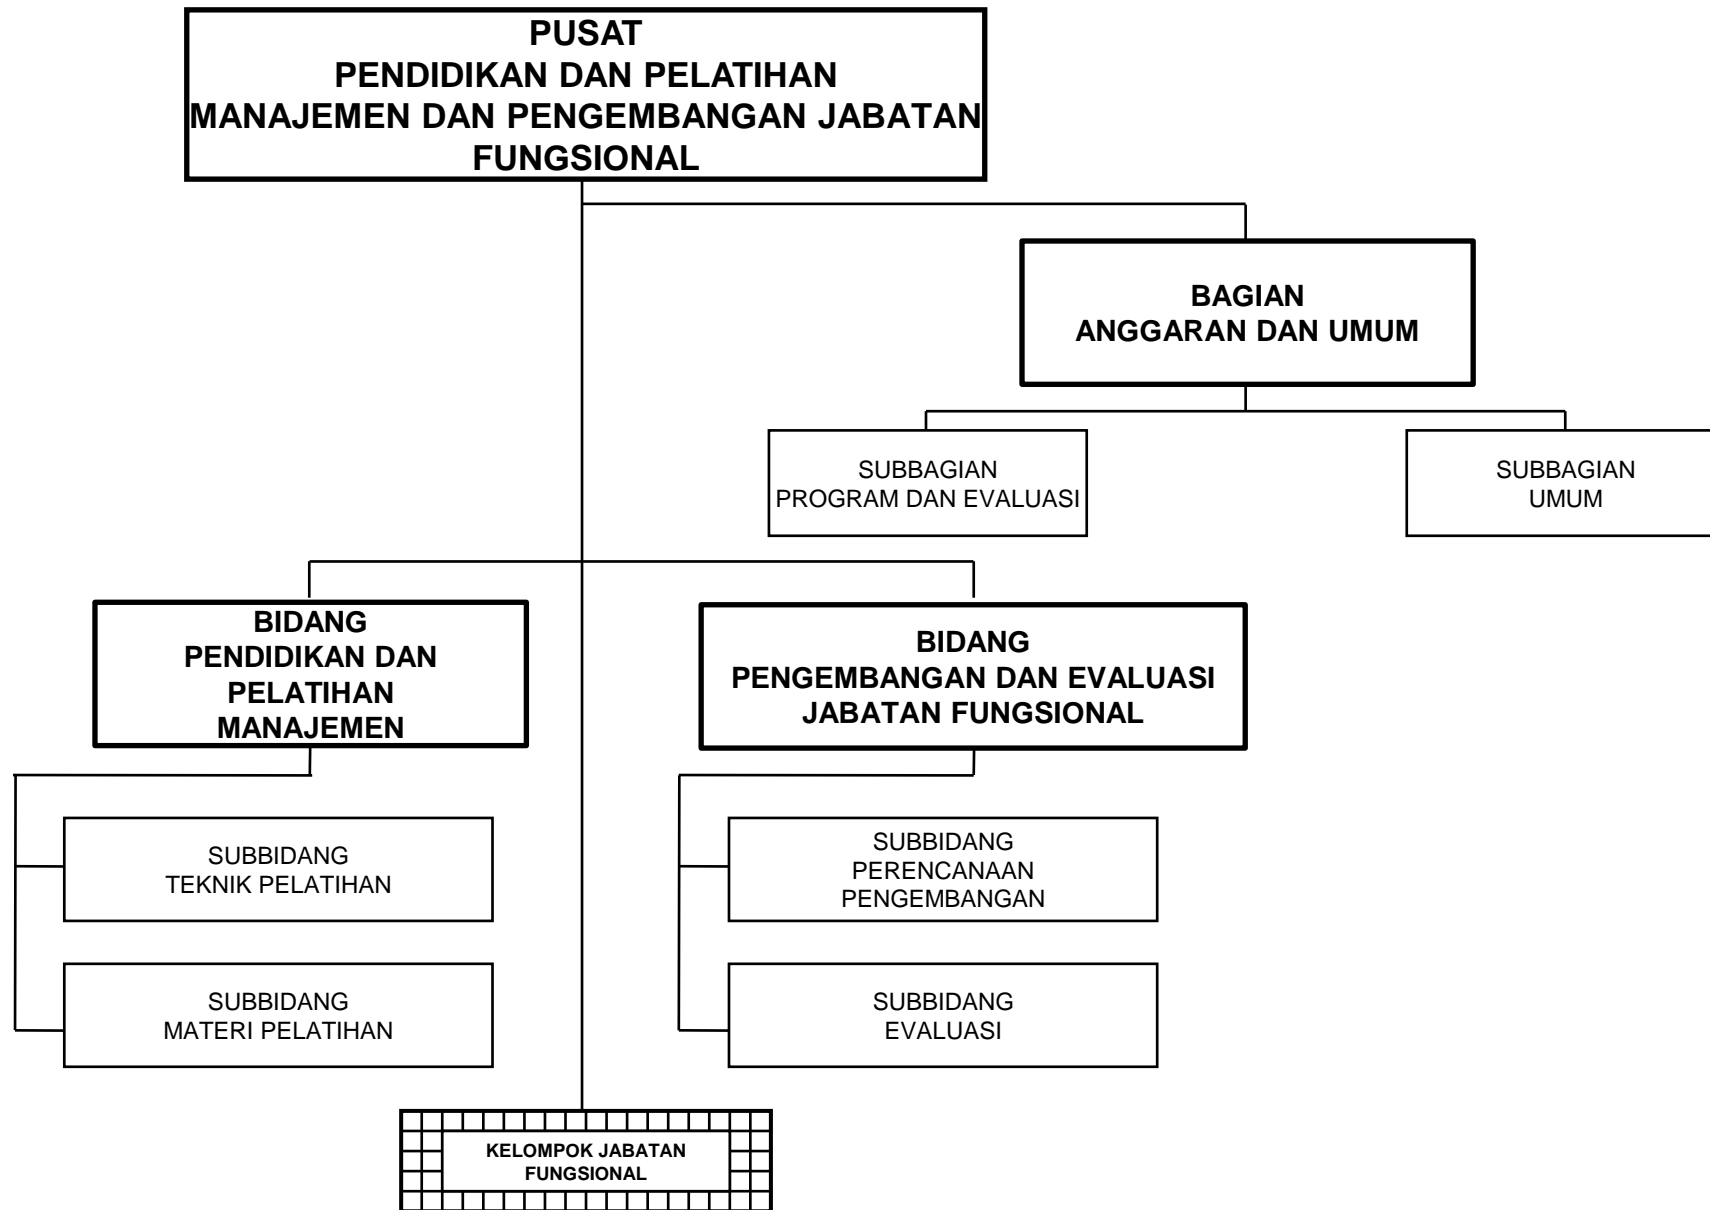 PUSAT
PENDIDIKAN DAN PELATIHAN
MANAJEMEN DAN PENGEMBANGAN JABATAN
FUNGSIONAL
BAGIAN
ANGGARAN DAN UMUM
SUBBAGIAN
PROGRAM DAN EVALUASI
SUBBAGIAN
UMUM
BIDANG
PENDIDIKAN DAN
PELATIHAN
MANAJEMEN
BIDANG
PENGEMBANGAN DAN EVALUASI
JABATAN FUNGSIONAL
SUBBIDANG
TEKNIK PELATIHAN
SUBBIDANG
PERENCANAAN
PENGEMBANGAN
SUBBIDANG
MATERI PELATIHAN
SUBBIDANG
EVALUASI
KELOMPOK JABATAN
FUNGSIONAL